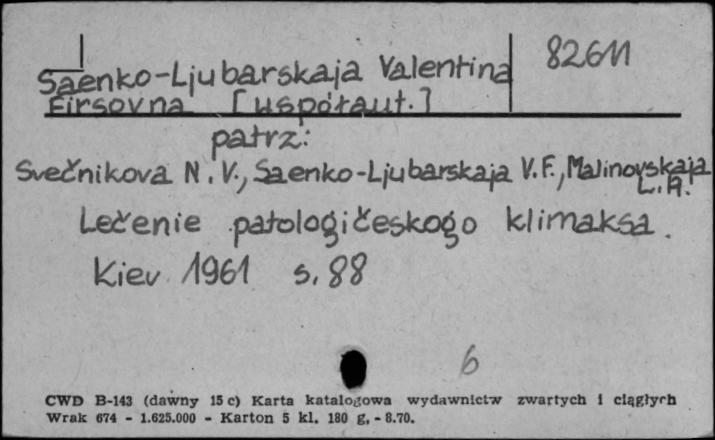 82611
Saenko-Ljubarskaja Valentina
Firsovna [współaut.]
patrz:
Svečnikova N.V., Saenko-Ljubarskaja V.F., Malinovskaja
L.A.
Lečenie patologičeskogo klimaksa.
Kiev 1961 s. 88
6
CWD B-143 (dawny 15 c) Karta katalogowa wydawnictw zwartych i ciągłych
Wrak 674 - 1.625.000 - Karton 5 kl. 180 g. - 8.70.